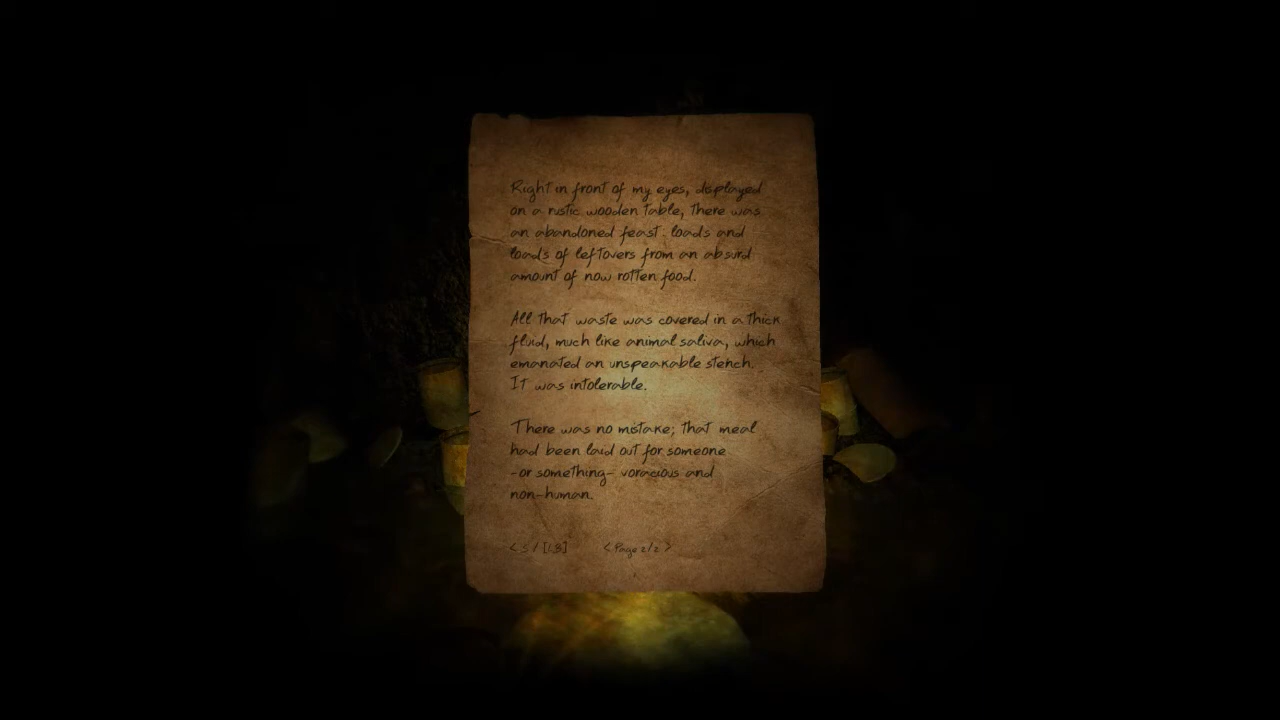 Right in front of my eyes, displayed
on a rustic wooden table, there was
an abandoned feast. loads and
loads of leftovers from an absurd
amount of now rotten food.
All that waste was covered in a thick
fluid, much like animal saliva, which
emanated an unspeakable stench.
It was intolerable.
There was no mistake; that meal
had been laid out for someone
-or something- voracious and
non-human.
< 5 / [18] < Page 2/2 >